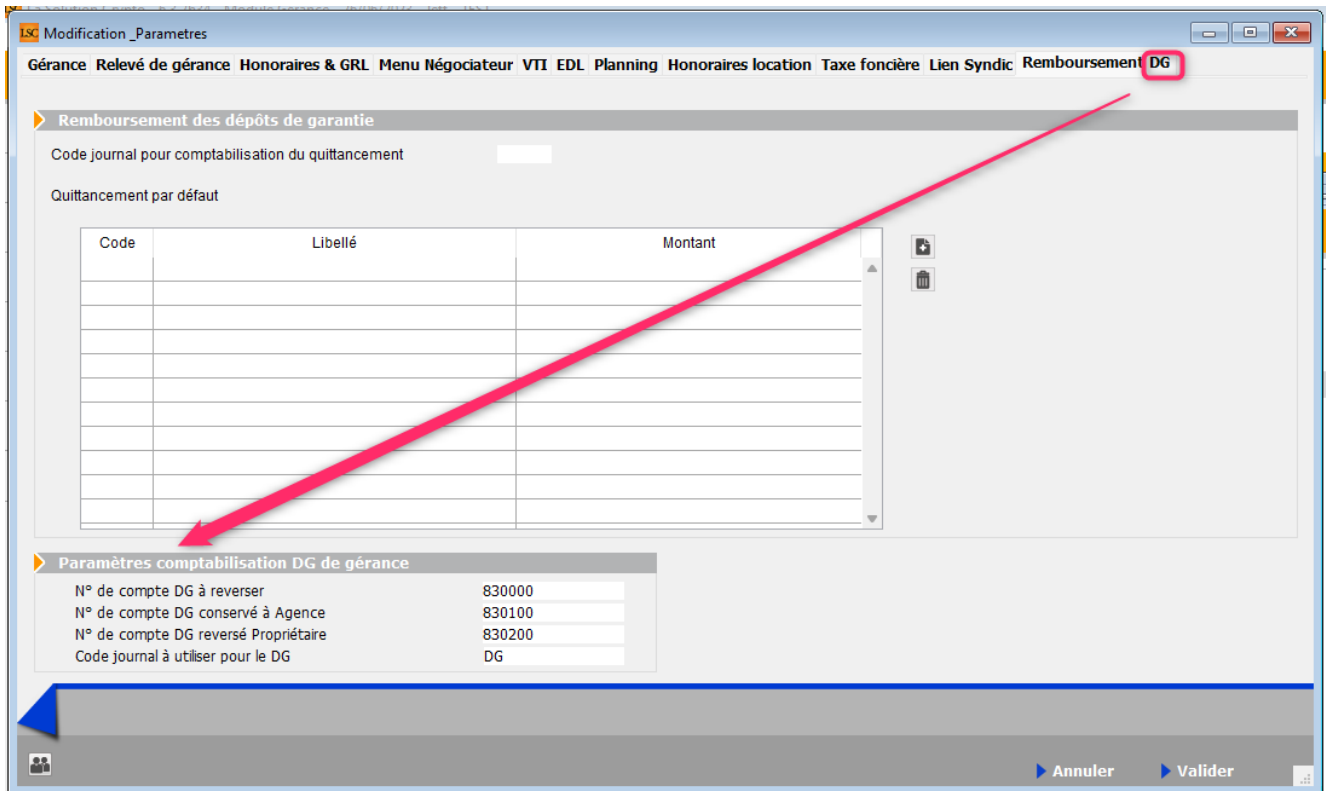 LSC Modification _Parametres
Gérance Relevé de gérance Honoraires & GRL Menu Négociateur VTI EDL Planning Honoraires location Taxe foncière Lien Syndic Remboursement DG
Remboursement des dépôts de garantie
Code journal pour comptabilisation du quittancement
Quittancement par défaut
Code Libellé Montant
Paramètres comptabilisation DG de gérance
N° de compte DG à reverser 830000
N° de compte DG conservé à Agence 830100
N° de compte DG reversé Propriétaire 830200
Code journal à utiliser pour le DG DG
Annuler Valider